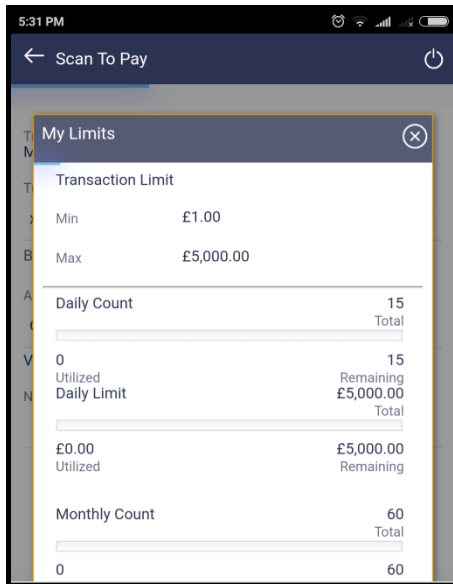 5:31 PM
Scan To Pay
My Limits
Transaction Limit
Min £1.00
Max £5,000.00
Daily Count 15
Total
0 15
Utilized Remaining
Daily Limit £5,000.00
Total
£0.00 £5,000.00
Utilized Remaining
Monthly Count 60
Total
0 60